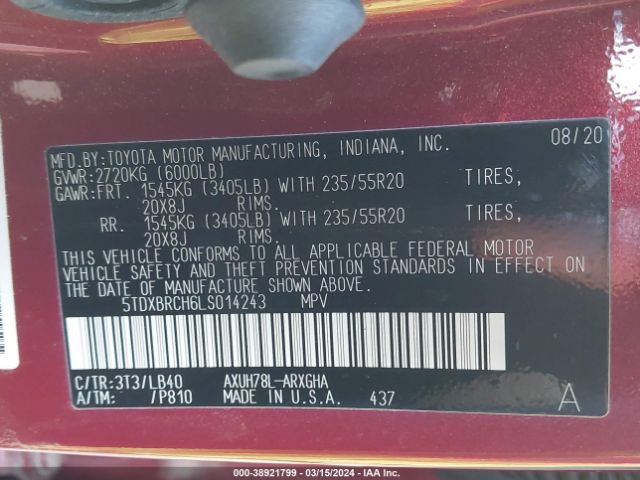 MFD.BY:TOYOTA MOTOR MANUFACTURING, INDIANA, INC. 08/20
GVWR:2720KG (6000LB)
GAWR:FRT. 1545KG (3405LB) WITH 235/55R20 TIRES,
20X8J RIMS.
RR. 1545KG (3405LB) WITH 235/55R20 TIRES,
20X8J RIMS.
THIS VEHICLE CONFORMS TO ALL APPLICABLE FEDERAL MOTOR
VEHICLE SAFETY AND THEFT PREVENTION STANDARDS IN EFFECT ON
THE DATE OF MANUFACTURE SHOWN ABOVE.
5TDXBRCH6LS014243 MPV
C/TR:3T3/LB40 AXUH78L-ARXGHA
A/TM: /P810 MADE IN U.S.A. 437 A
(000-38921799 - 03/15/2024 - IAA Inc.)